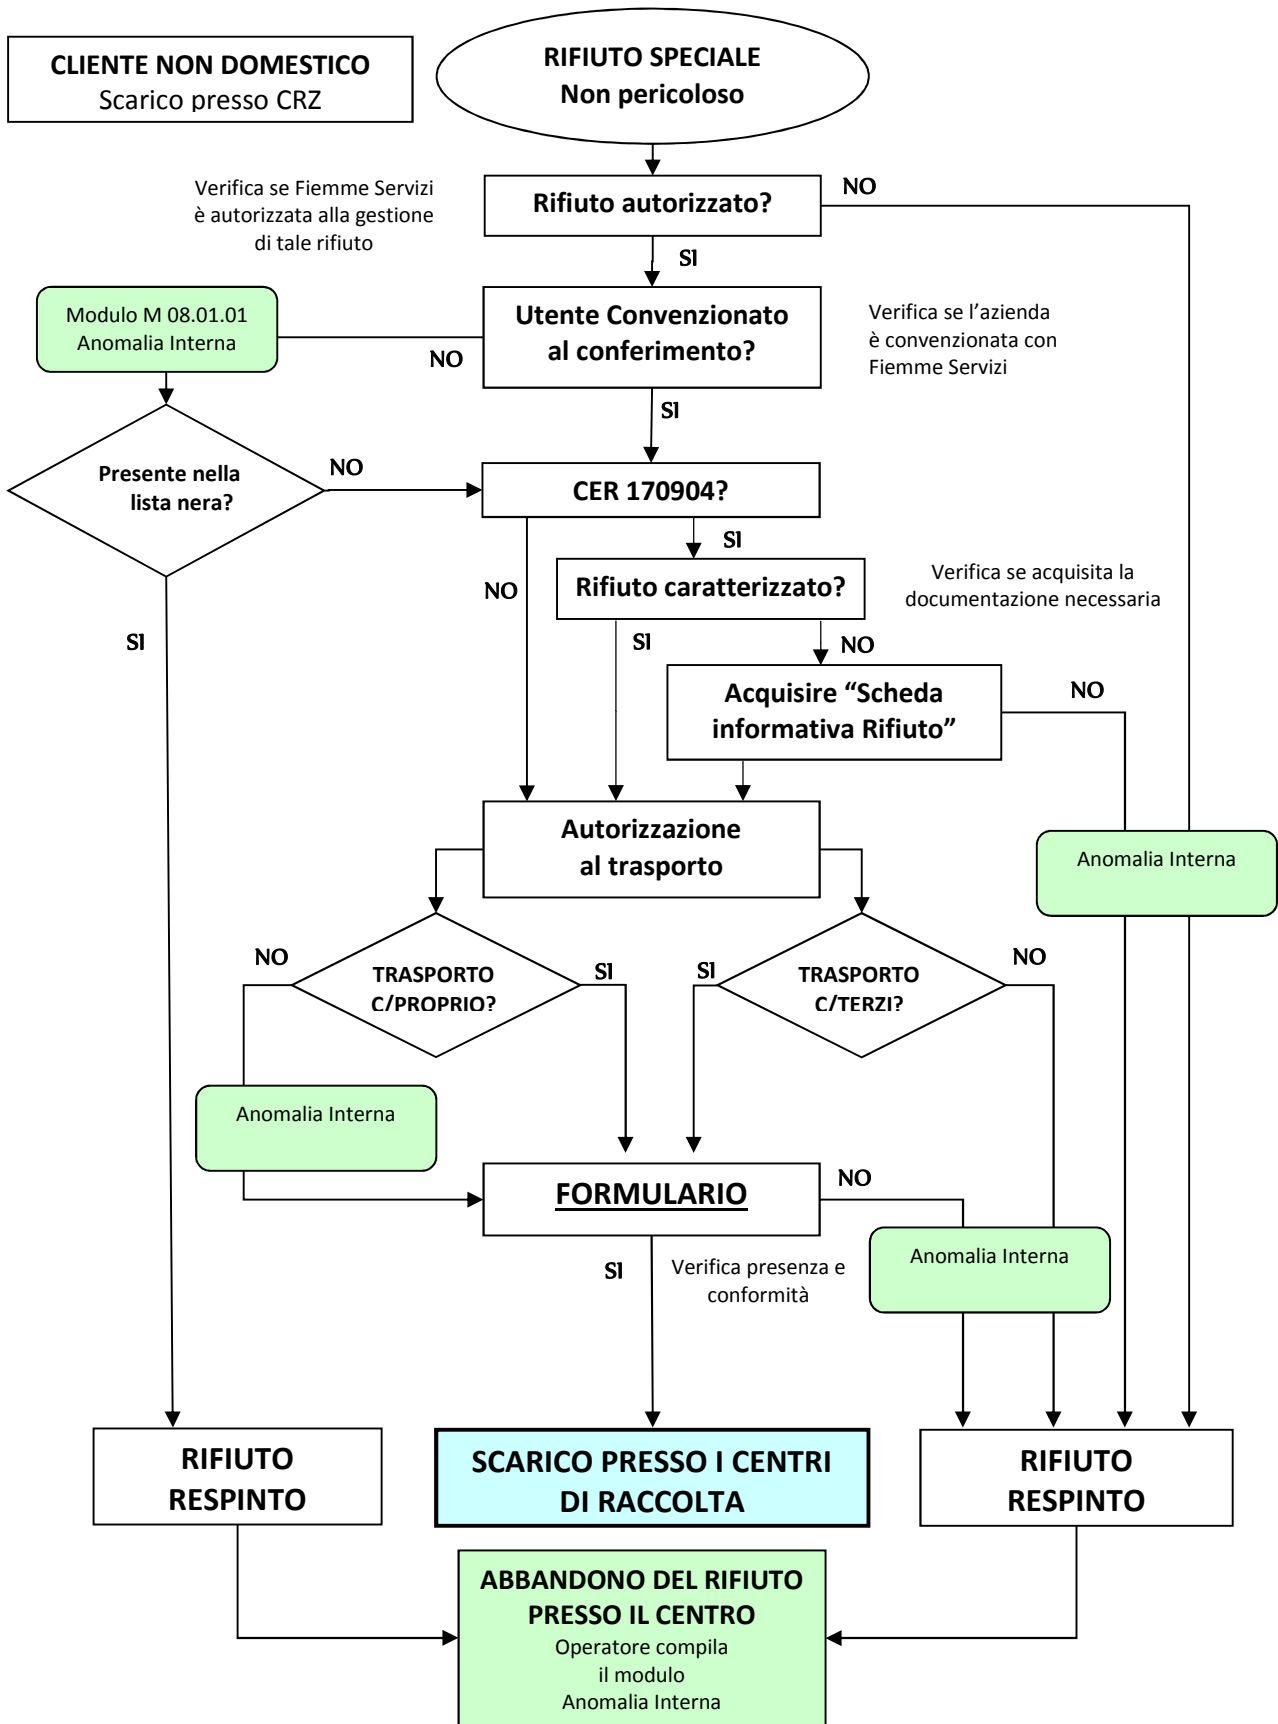 CLIENTE NON DOMESTICO
Scarico presso CRZ
RIFIUTO SPECIALE
Non pericoloso
Verifica se Fiemme Servizi
è autorizzata alla gestione
di tale rifiuto
Rifiuto autorizzato?
NO
SI
Modulo M 08.01.01
Anomalia Interna
NO
Utente Convenzionato
al conferimento?
Verifica se l’azienda
è convenzionata con
Fiemme Servizi
SI
Presente nella
lista nera?
NO
CER 170904?
SI
NO
Rifiuto caratterizzato?
Verifica se acquisita la
documentazione necessaria
SI
SI
NO
Acquisire “Scheda
informativa Rifiuto”
NO
Autorizzazione
al trasporto
Anomalia Interna
NO
TRASPORTO
C/PROPRIO?
SI
SI
TRASPORTO
C/TERZI?
NO
Anomalia Interna
FORMULARIO
NO
SI
Verifica presenza e
conformità
Anomalia Interna
RIFIUTO
RESPINTO
SCARICO PRESSO I CENTRI
DI RACCOLTA
RIFIUTO
RESPINTO
ABBANDONO DEL RIFIUTO
PRESSO IL CENTRO
Operatore compila
il modulo
Anomalia Interna